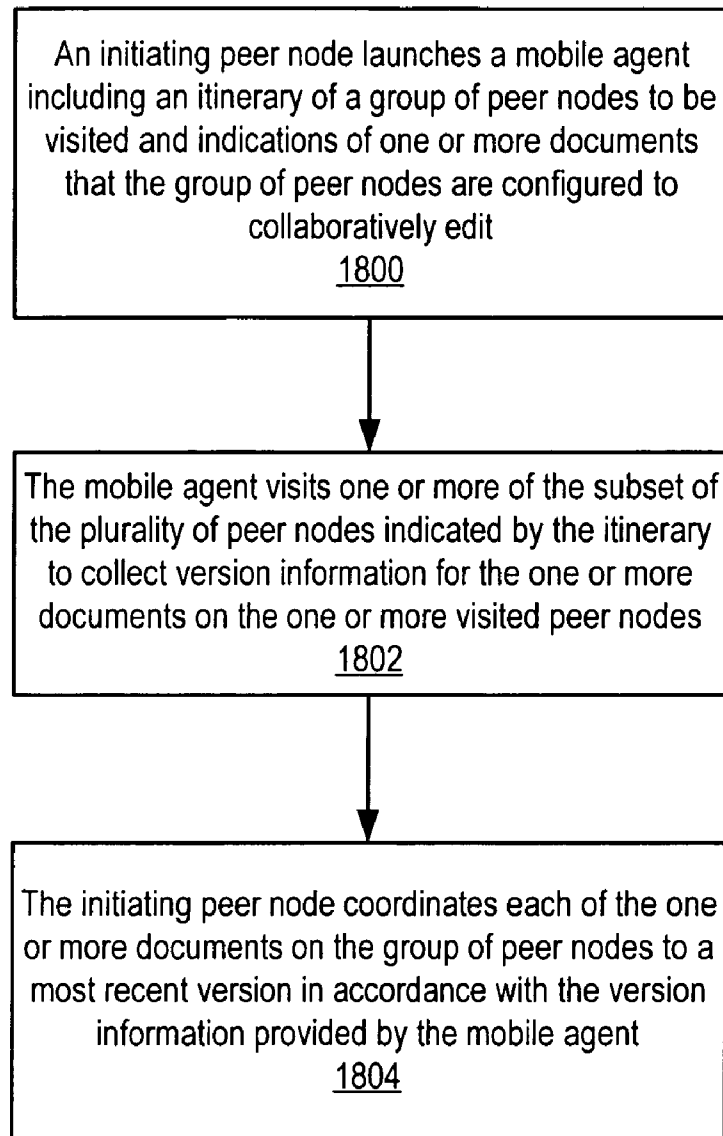 An initiating peer node launches a mobile agent
including an itinerary of a group of peer nodes to be
visited and indications of one or more documents
that the group of peer nodes are configured to
collaboratively edit
1800
The mobile agent visits one or more of the subset of
the plurality of peer nodes indicated by the itinerary
to collect version information for the one or more
documents on the one or more visited peer nodes
1802
The initiating peer node coordinates each of the one
or more documents on the group of peer nodes to a
most recent version in accordance with the version
information provided by the mobile agent
1804